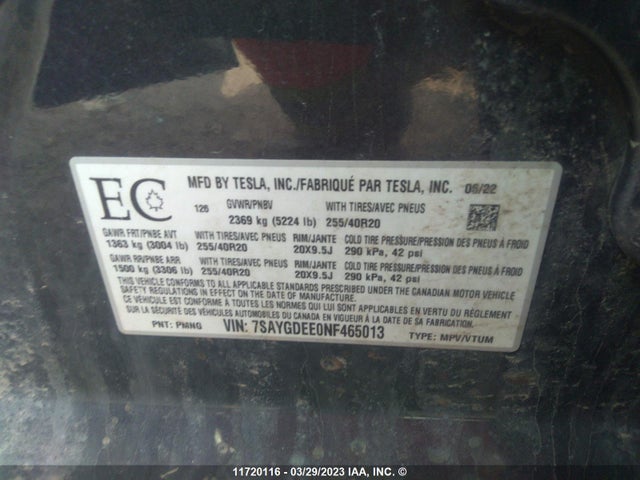 EC
MFD BY TESLA, INC./FABRIQUÉ PAR TESLA, INC. 06/22
126 GVWR/PNBV WITH TIRES/AVEC PNEUS
2369 kg (5224 lb) 255/40R20
GAWR FRT/PNBE AVT WITH TIRES/AVEC PNEUS RIM/JANTE COLD TIRE PRESSURE/PRESSION DES PNEUS À FROID
1363 kg (3004 lb) 255/40R20 20X9.5J 290 kPa, 42 psi
GAWR RR/PNBE ARR WITH TIRES/AVEC PNEUS RIM/JANTE COLD TIRE PRESSURE/PRESSION DES PNEUS À FROID
1500 kg (3306 lb) 255/40R20 20X9.5J 290 kPa, 42 psi
THIS VEHICLE CONFORMS TO ALL APPLICABLE STANDARDS PRESCRIBED UNDER THE CANADIAN MOTOR VEHICLE
SAFETY REGULATIONS IN EFFECT ON THE DATE OF MANUFACTURE
CE VÉHICULE EST CONFORME À TOUTES LES NORMES QUI LUI SONT APPLICABLES EN VERTU DU RÈGLEMENT
SUR LA SÉCURITÉ DES VÉHICULES AUTOMOBILES DU CANADA EN VIGUEUR À LA DATE DE SA FABRICATION
PNT: PMNG VIN: 7SAYGDEE0NF465013 TYPE: MPV/VTUM
11720116 - 03/29/2023 IAA, INC. ©